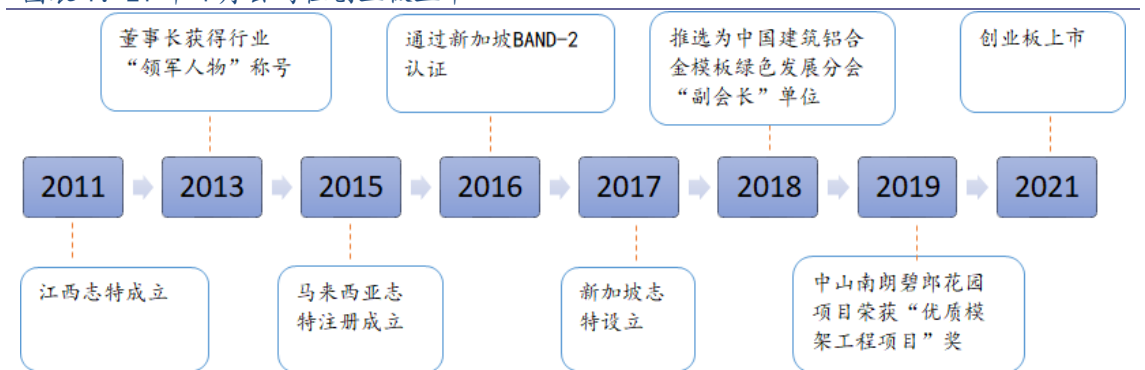 董事长获得行业
“领军人物”称号
通过新加坡BAND-2
认证
推选为中国建筑铝合
金模板绿色发展分会
“副会长”单位
创业板上市
2011
2013
2015
2016
2017
2018
2019
2021
江西志特成立
马来西亚志
特注册成立
新加坡志
特设立
中山南朗碧郎花园
项目荣获“优质模
架工程项目”奖